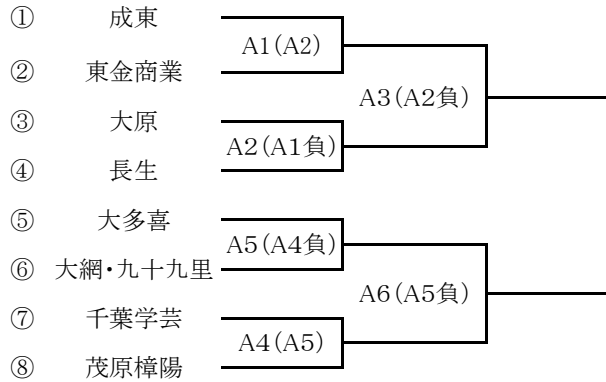 ① 成東
A1(A2)
② 東金商業
A3(A2負)
③ 大原
A2(A1負)
④ 長生
⑤ 大多喜
A5(A4負)
⑥ 大網・九十九里
A6(A5負)
⑦ 千葉学芸
A4(A5)
⑧ 茂原樟陽